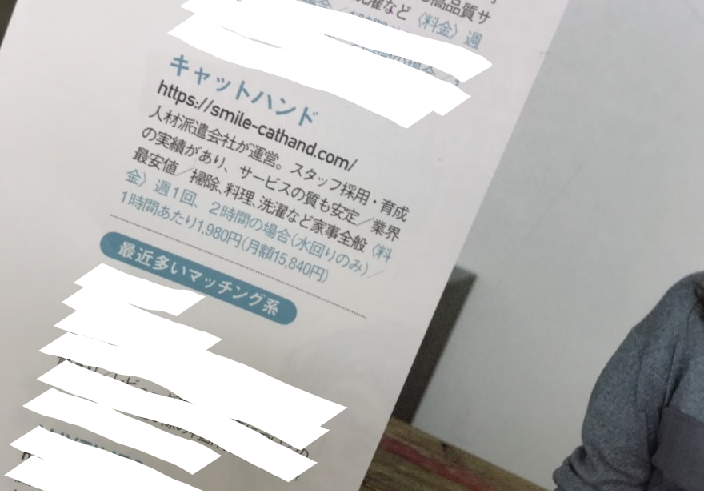 高品質サ
洗濯など〈料金〉週
キャットハンド
https://smile-cathand.com/
人材派遣会社が運営。スタッフ採用・育成
の実績があり、サービスの質も安定／業界
最安値／掃除、料理、洗濯など家事全般〈料
金〉週1回、2時間の場合(水回りのみ)／
1時間あたり1,980円(月額15,840円)
最近多いマッチング系